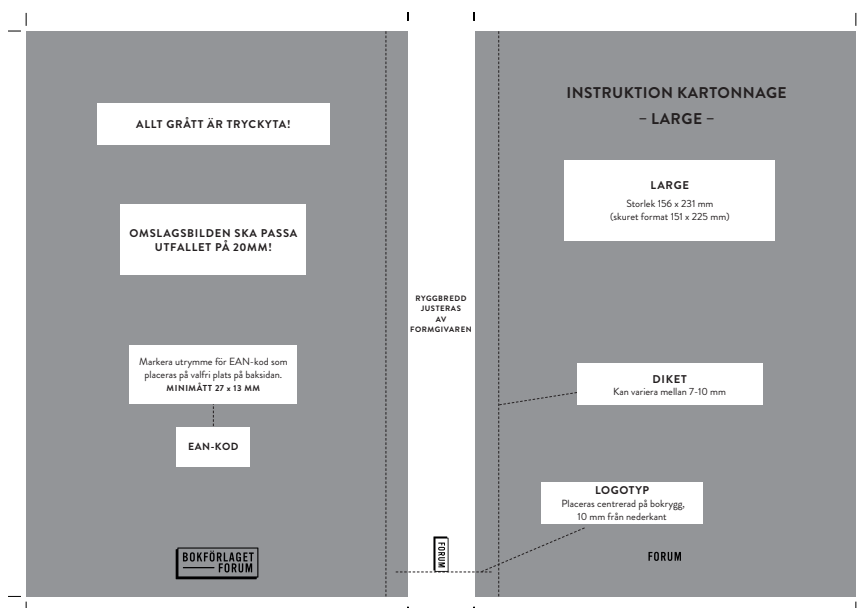 ALLT GRÅTT ÄR TRYCKYTA!
OMSLAGSBILDEN SKA PASSA
UTFALLET PÅ 20MM!
Markera utrymme för EAN-kod som
placeras på valfri plats på baksidan.
MINIMÅTT 27 x 13 MM
EAN-KOD
BOKFÖRLAGET
FORUM
RYGGBREDD
JUSTERAS
AV
FORMGIVAREN
FORUM
INSTRUKTION KARTONNAGE
– LARGE –
LARGE
Storlek 156 x 231 mm
(skuret format 151 x 225 mm)
DIKET
Kan variera mellan 7-10 mm
LOGOTYP
Placeras centrerad på bokrygg,
10 mm från nederkant
FORUM